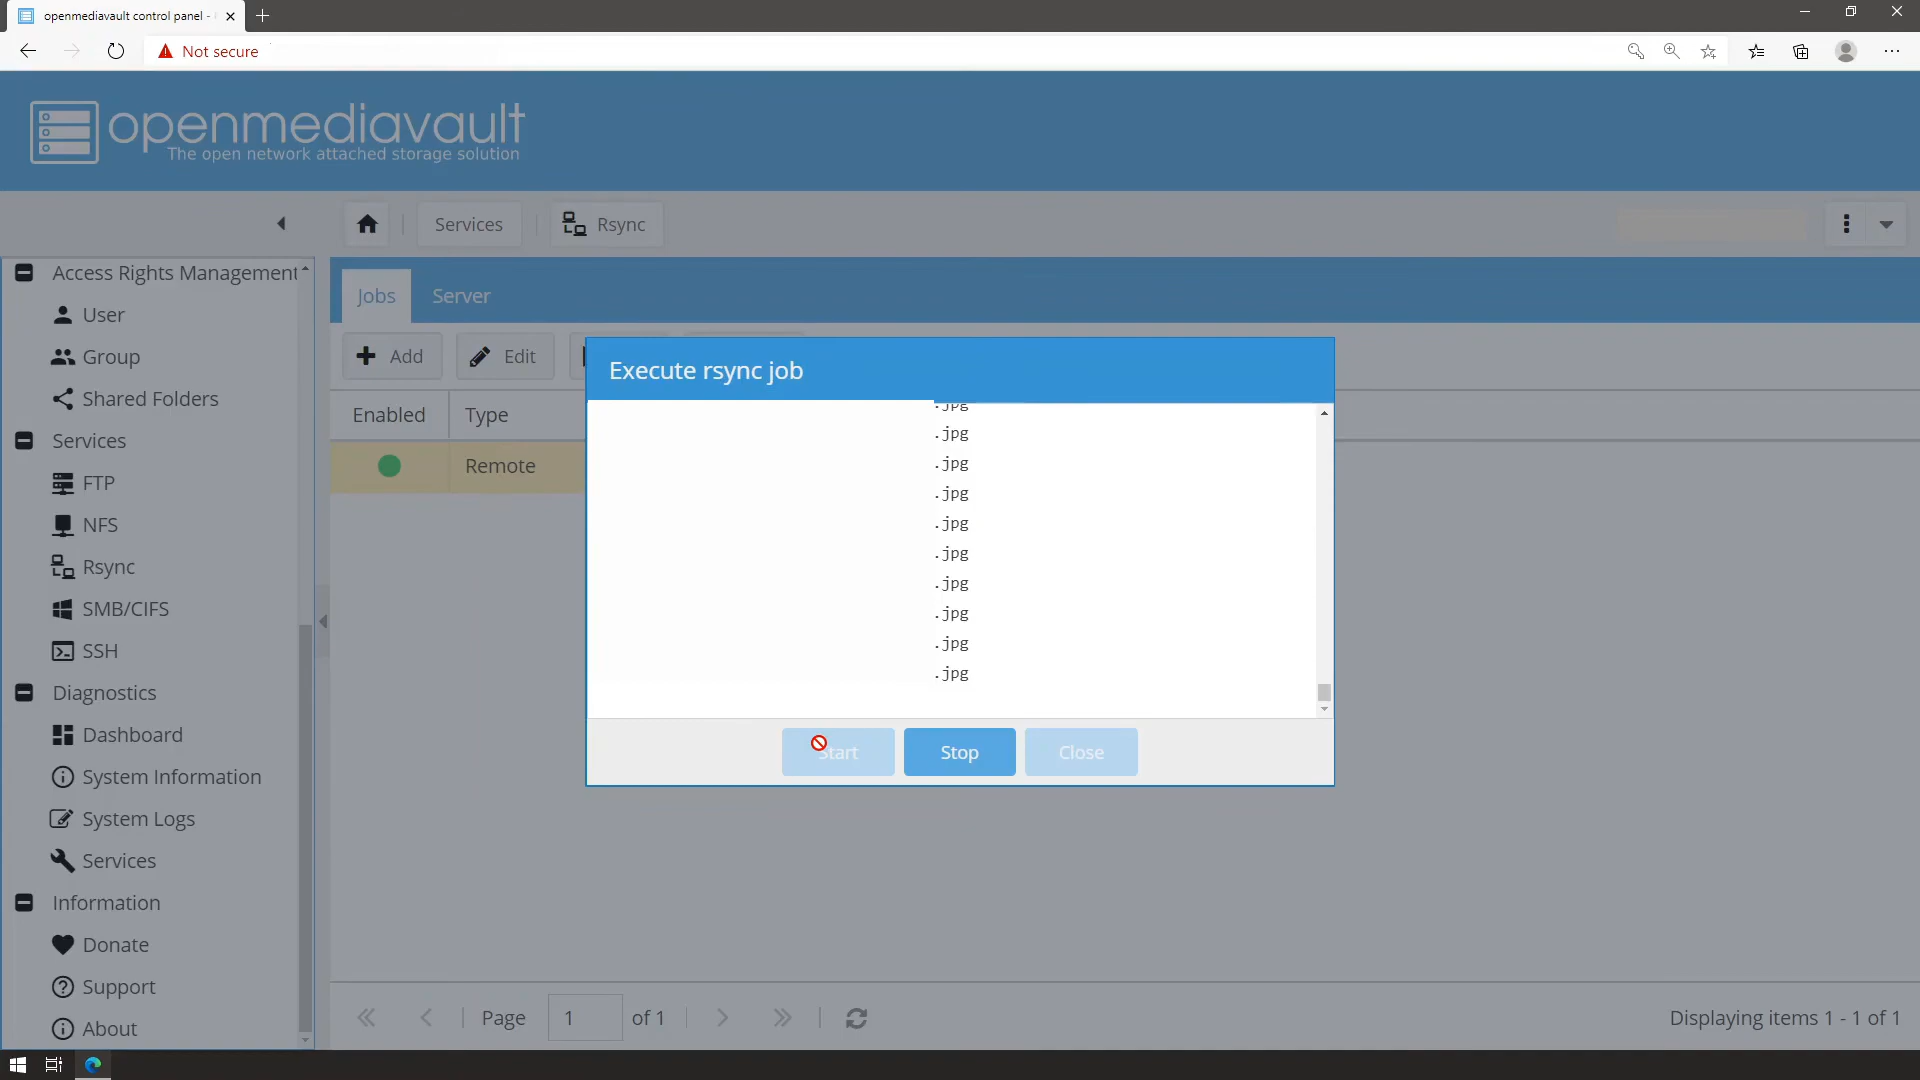 openmediavault control panel -
Not secure
openmediavault
The open network attached storage solution
Services
Rsync
Access Rights Management
User
Group
Shared Folders
Services
FTP
NFS
Rsync
SMB/CIFS
SSH
Diagnostics
Dashboard
System Information
System Logs
Services
Information
Donate
Support
About
Jobs
Server
Add
Edit
Enabled
Type
Remote
Execute rsync job
.jpg
.jpg
.jpg
.jpg
.jpg
.jpg
.jpg
.jpg
.jpg
.jpg
Start
Stop
Close
Page
1
of 1
Displaying items 1 - 1 of 1